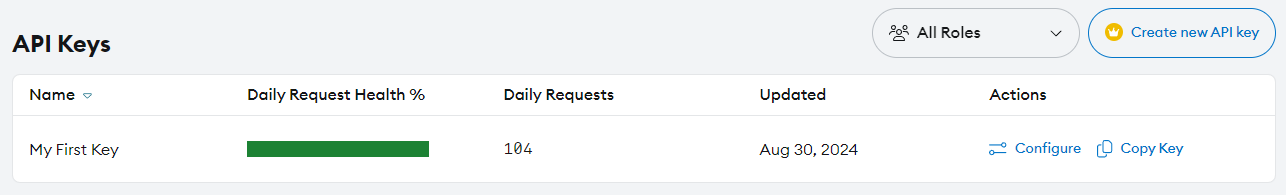 API Keys
All Roles
Create new API key
Name Daily Request Health % Daily Requests Updated Actions
My First Key 104 Aug 30, 2024 Configure Copy Key